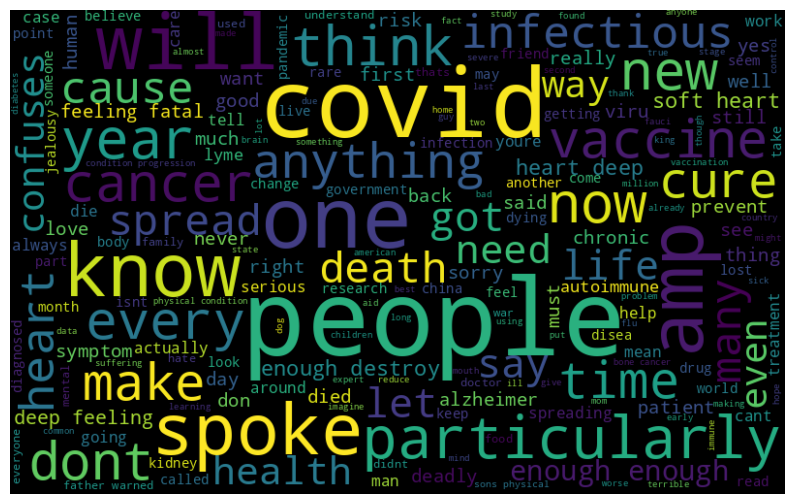 case believe will think infectious used almost made pandemic fact study found anyone
point human care risk understand severe true stage work
confuses cause want rare first really friend yes seem control
someone feeling fatal good covid way new well
jealousy year tell live due home guy something last two getting viru soft heart still
diabetes much lyme brain lot anything infection youre thank fauci though king vaccination take
condition progression cancer change government heart deep vaccine cure
die spread one back another come said dying million already prevent
always love body family never got now chronic see country might
heart know right state american need life thing
part serious death sorry autoimmune lost sick
month isnt physical condition research aid best china feel must amp many
data every dog people war using problem help treatment
diagnosed symptom suffering actually hate children long put flu disea mean even
mental make look enough destroy say time drug world
day around expert reduce mouth ill doctor give bone cancer mom hope making
don died imagine let alzheimer patient spreading cant
deep feeling learning spoke keep particularly early immune
everyone common going kidney didnt food mind
dont father warned called health man deadly sons physical worse enough enough terrible read